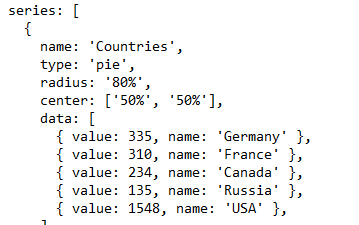 series: [
{
name: 'Countries',
type: 'pie',
radius: '80%',
center: ['50%', '50%'],
data: [
{ value: 335, name: 'Germany' },
{ value: 310, name: 'France' },
{ value: 234, name: 'Canada' },
{ value: 135, name: 'Russia' },
{ value: 1548, name: 'USA' },